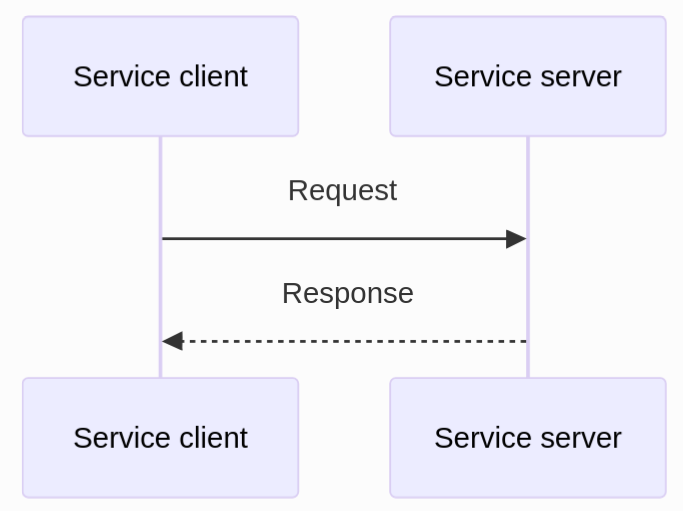 Service client
Service server
Request
Response
Service client
Service server